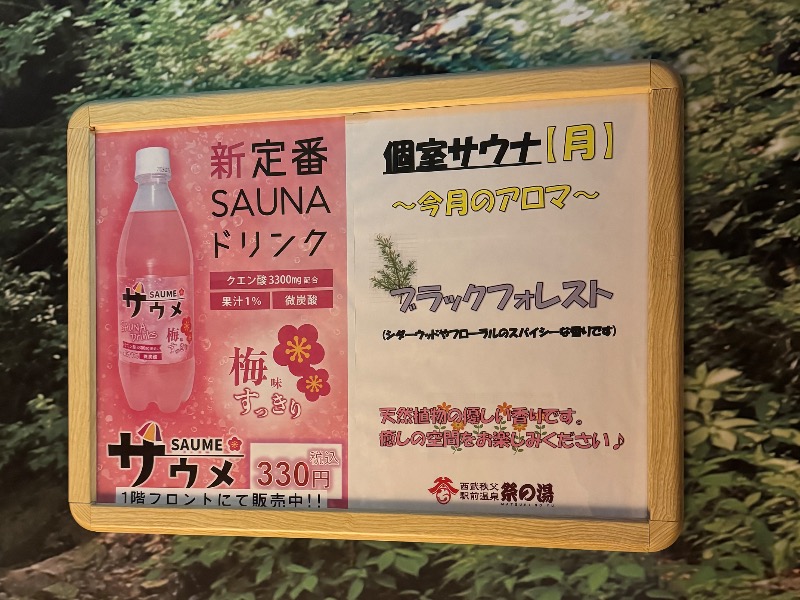 新定番
SAUNA
ドリンク
クエン酸3300mg配合
果汁1%
微炭酸
SAUME
サウメ
SAUNA
梅
微炭酸
梅味
すっきり
SAUME
サウメ
税込
330円
1階フロントにて販売中!!
個室サウナ【月】
～今月のアロマ～
ブラックフォレスト
(シダーウッドやフローラルのスパイシーな香りです)
天然植物の優しい香りです。
癒しの空間をお楽しみください♪
西武秩父
駅前温泉
祭の湯
MATSURI NO YU